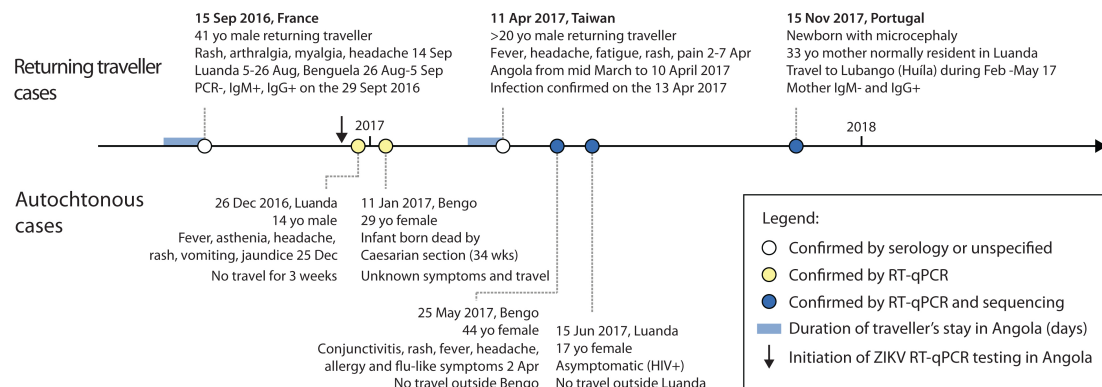 Returning traveller
cases
15 Sep 2016, France
41 yo male returning traveller
Rash, arthralgia, myalgia, headache 14 Sep
Luanda 5-26 Aug, Benguela 26 Aug-5 Sep
PCR-, IgM+, IgG+ on the 29 Sept 2016
11 Apr 2017, Taiwan
>20 yo male returning traveller
Fever, headache, fatigue, rash, pain 2-7 Apr
Angola from mid March to 10 April 2017
Infection confirmed on the 13 Apr 2017
15 Nov 2017, Portugal
Newborn with microcephaly
33 yo mother normally resident in Luanda
Travel to Lubango (Huíla) during Feb -May 17
Mother IgM- and IgG+
2017
2018
Autochtonous
cases
26 Dec 2016, Luanda
14 yo male
Fever, asthenia, headache,
rash, vomiting, jaundice 25 Dec
No travel for 3 weeks
11 Jan 2017, Bengo
29 yo female
Infant born dead by
Caesarian section (34 wks)
Unknown symptoms and travel
25 May 2017, Bengo
44 yo female
Conjunctivitis, rash, fever, headache,
allergy and flu-like symptoms 2 Apr
No travel outside Bengo
15 Jun 2017, Luanda
17 yo female
Asymptomatic (HIV+)
No travel outside Luanda
Legend:
Confirmed by serology or unspecified
Confirmed by RT-qPCR
Confirmed by RT-qPCR and sequencing
Duration of traveller's stay in Angola (days)
Initiation of ZIKV RT-qPCR testing in Angola